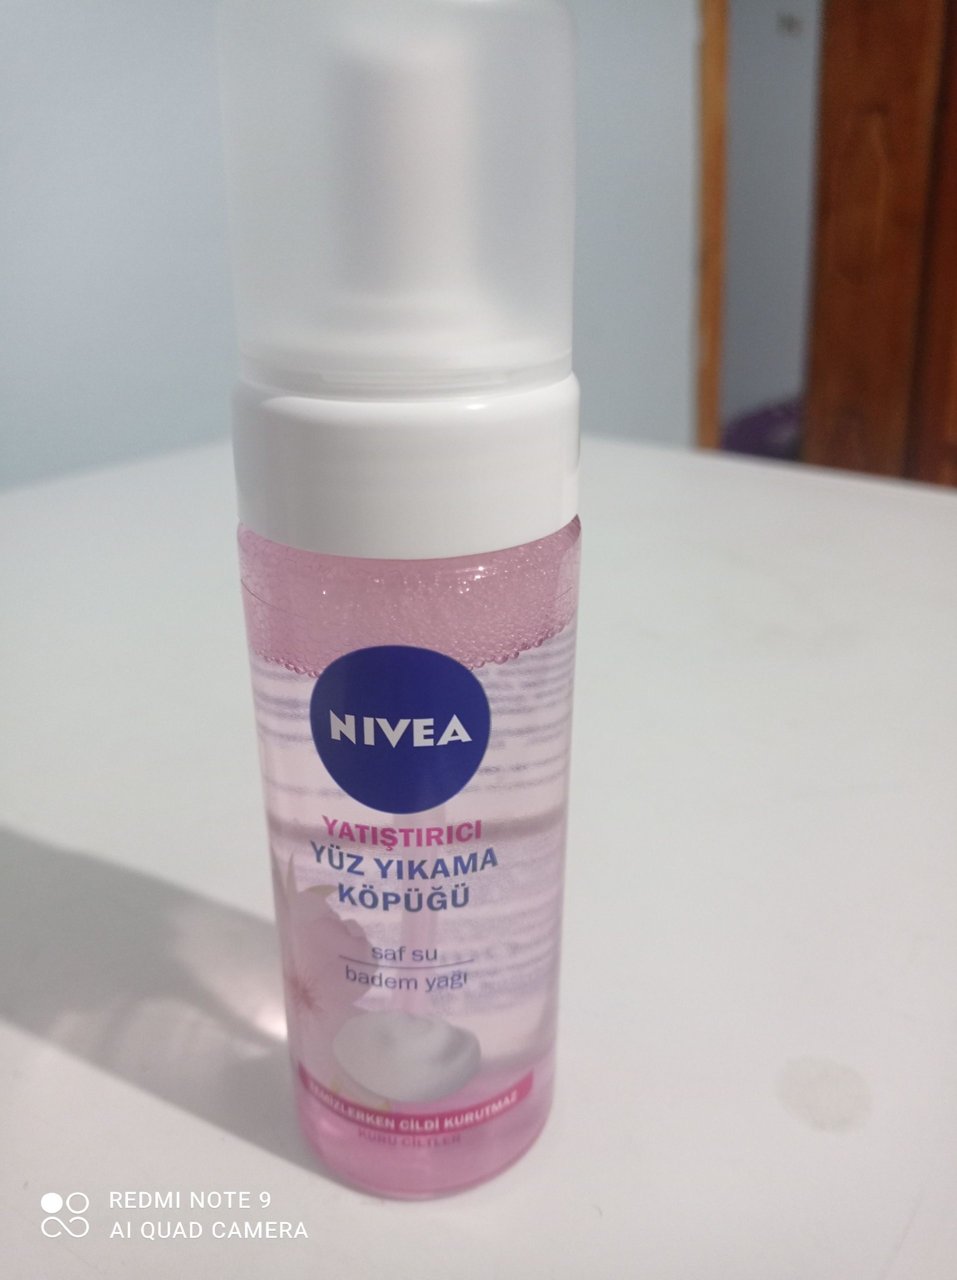 NIVEA
YATIŞTIRICI
YÜZ YIKAMA
KÖPÜĞÜ
saf su
badem yağı
TEMİZLERKEN CİLDİ KURUTMAZ
KURU CİLTLER
REDMI NOTE 9
AI QUAD CAMERA